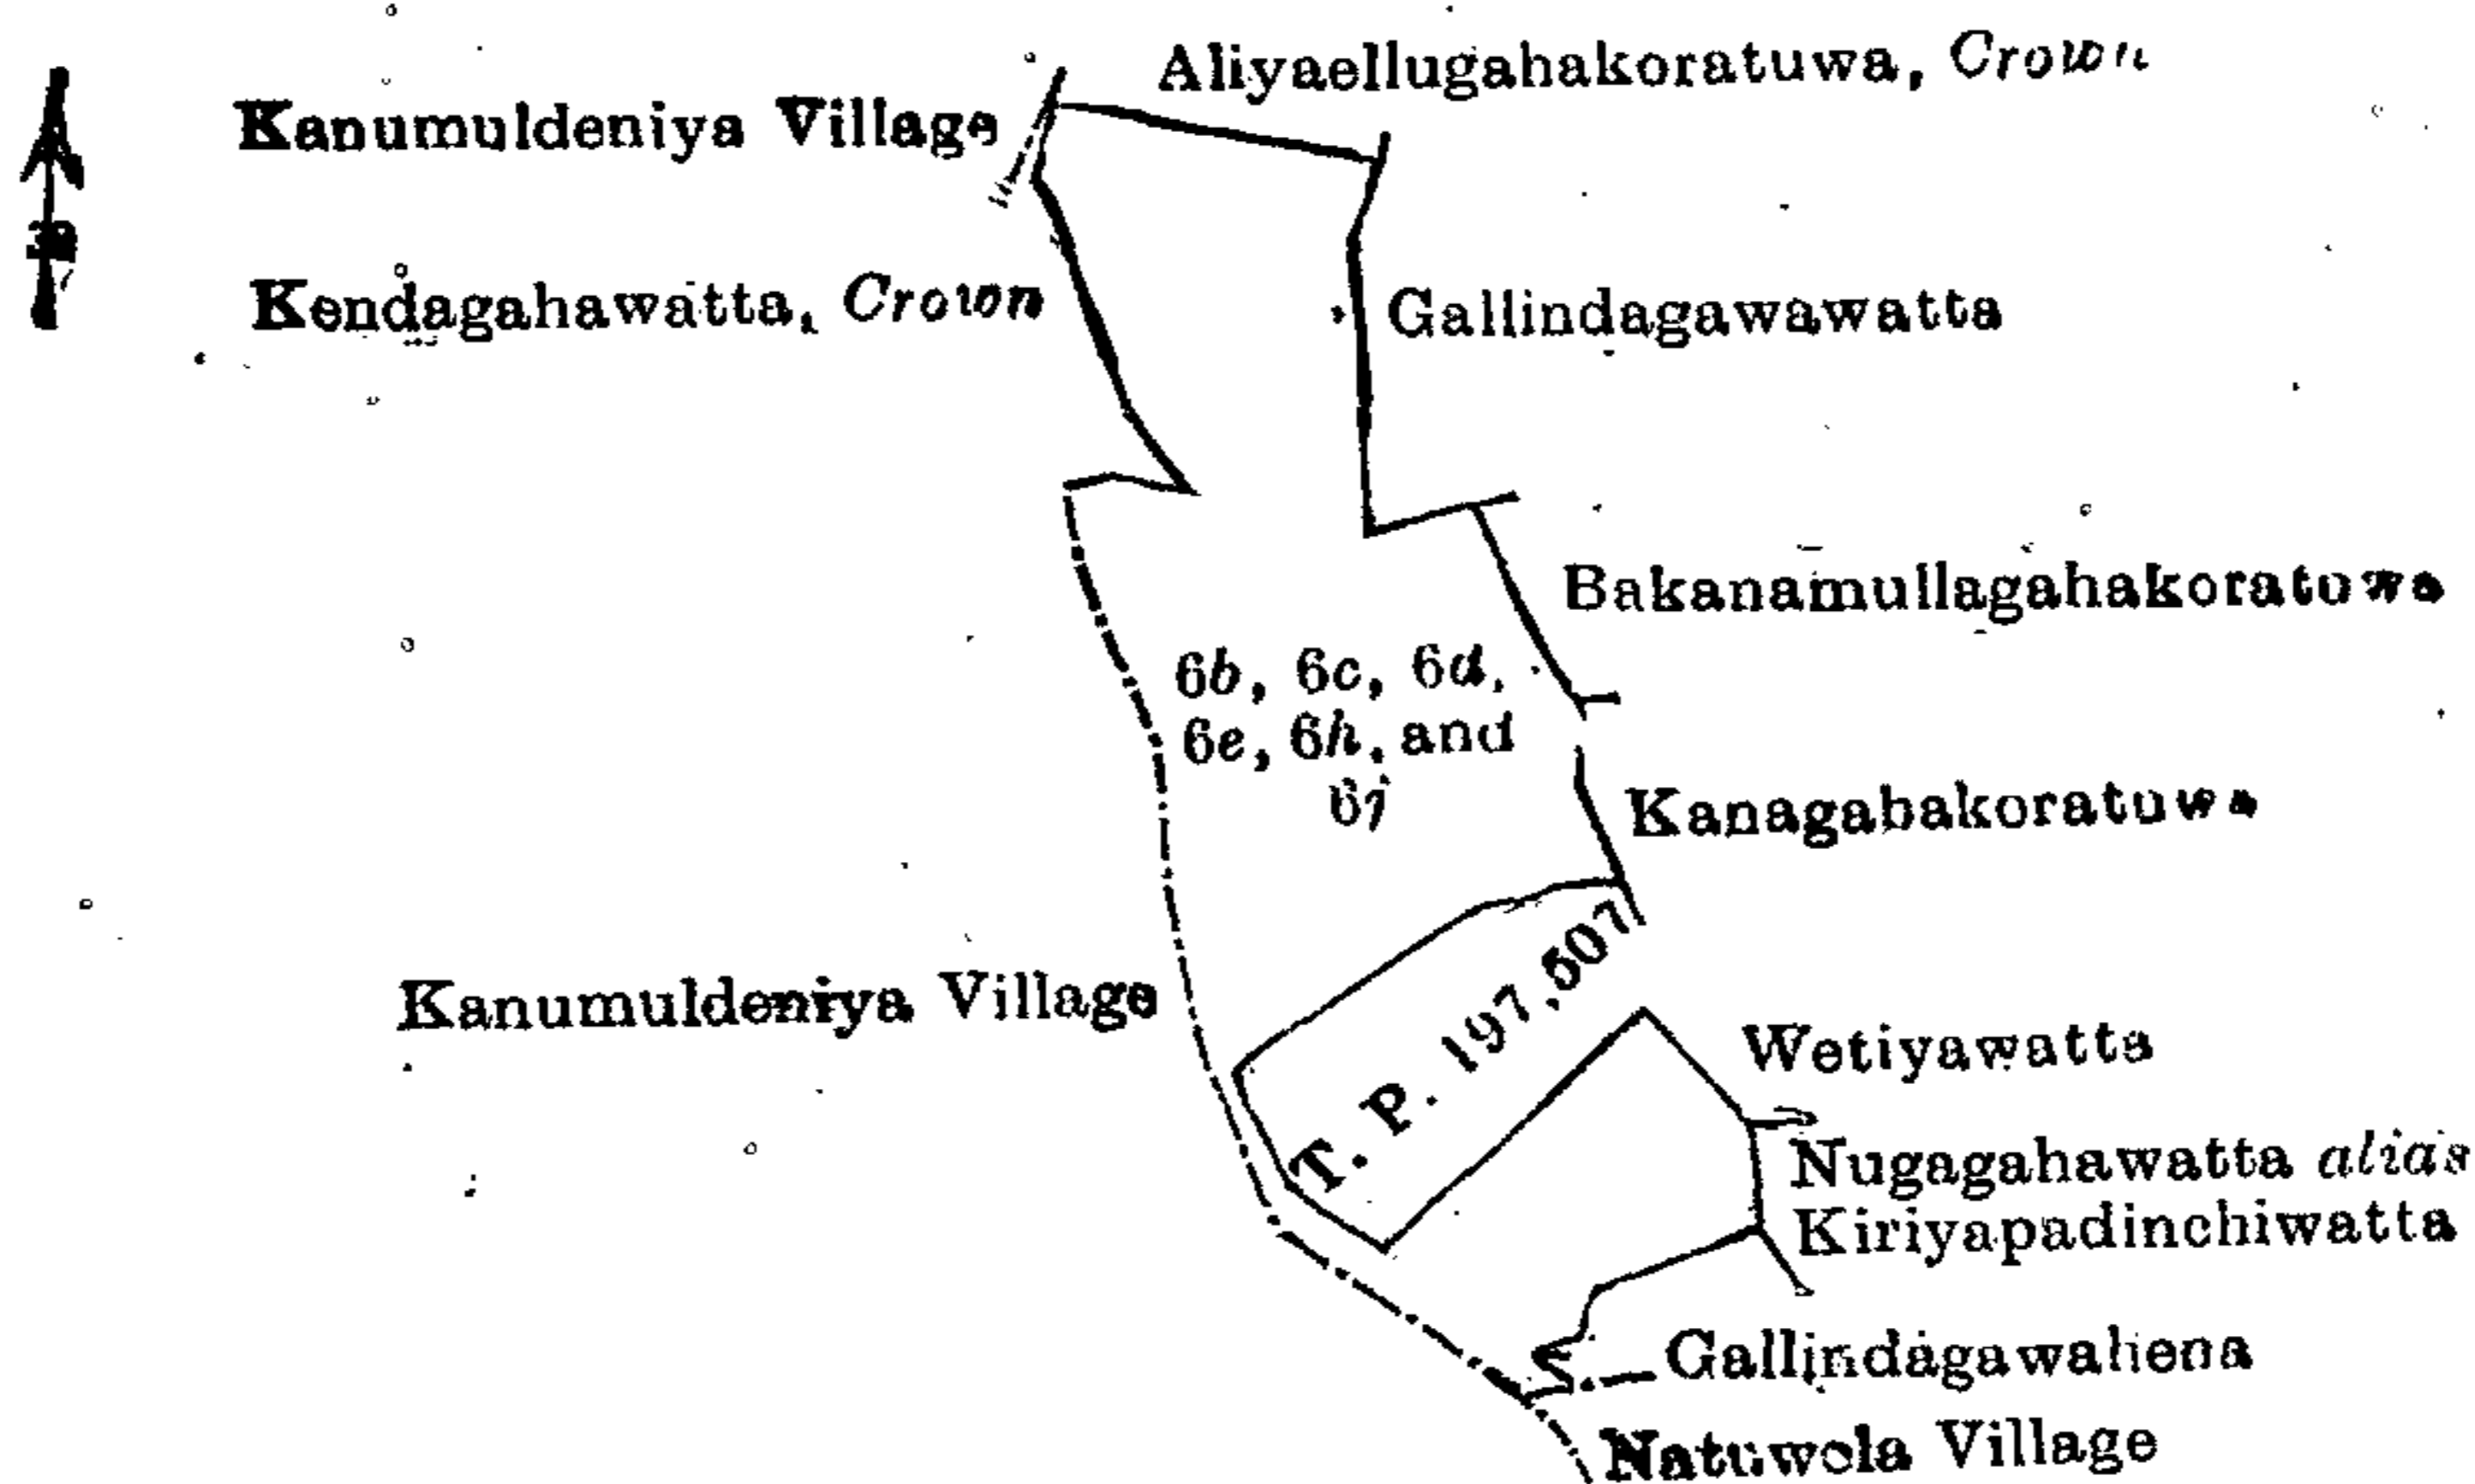 Aliyaellugahakoratuwa, Crown
Kanumuldeniya Village
Kendagahawatta, Crown
Gallindagawawatta
Bakanamullagahakoratuwa
6b, 6c, 6d,
6e, 6h, and
6j
Kanagahakoratuwa
T. P. 197,507
Kanumuldeniya Village
Wetiyawatta
Nugagahawatta alias
Kiriyapadinchiwatta
Gallindagawahena
Natuwola Village